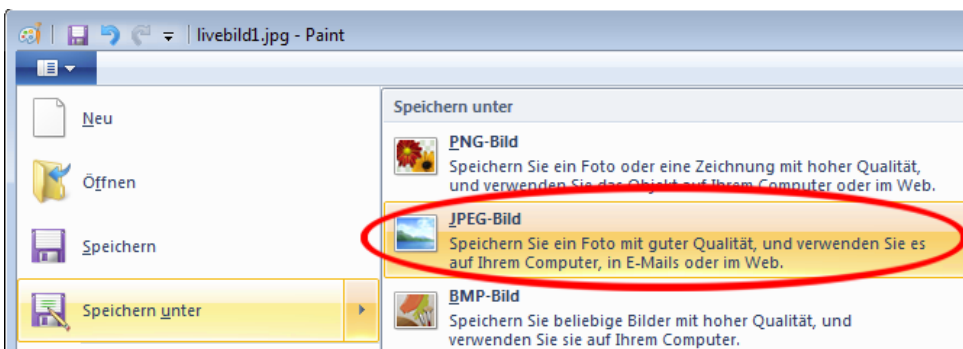 livebild1.jpg - Paint
Neu
Öffnen
Speichern
Speichern unter
Speichern unter
PNG-Bild
Speichern Sie ein Foto oder eine Zeichnung mit hoher Qualität,
und verwenden Sie das Objekt auf Ihrem Computer oder im Web.
JPEG-Bild
Speichern Sie ein Foto mit guter Qualität, und verwenden Sie es
auf Ihrem Computer, in E-Mails oder im Web.
BMP-Bild
Speichern Sie beliebige Bilder mit hoher Qualität, und
verwenden Sie sie auf Ihrem Computer.